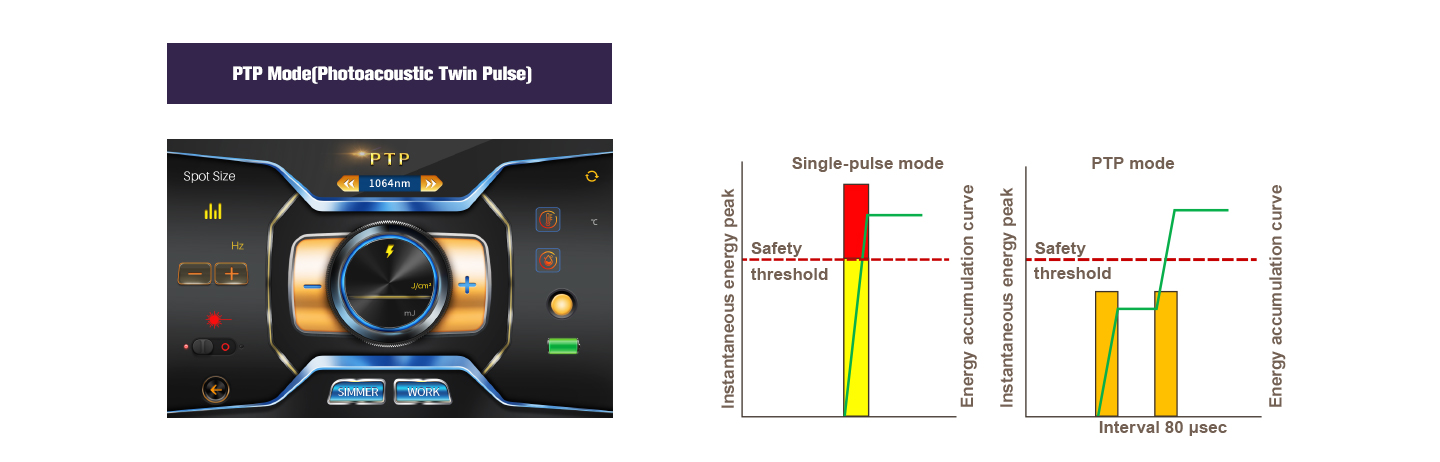 PTP Mode(Photoacoustic Twin Pulse)
PTP
1064nm
Spot Size
Hz
℃
J/cm²
mJ
SIMMER
WORK
Single-pulse mode
Instantaneous energy peak
Safety
threshold
Energy accumulation curve
PTP mode
Instantaneous energy peak
Safety
threshold
Energy accumulation curve
Interval 80 μsec